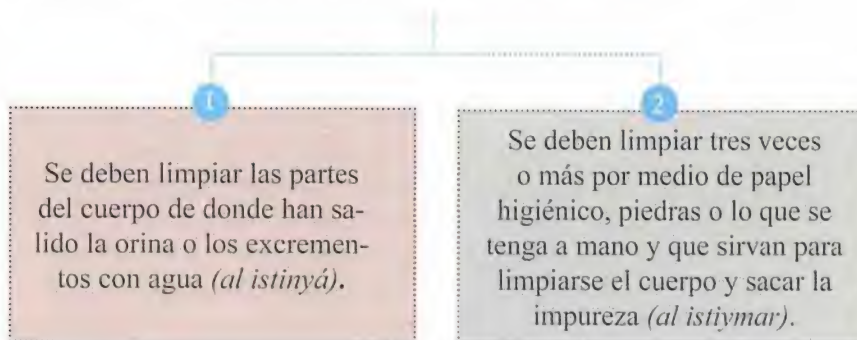 1
Se deben limpiar las partes
del cuerpo de donde han sa-
lido la orina o los excremen-
tos con agua (al istinyá).
2
Se deben limpiar tres veces
o más por medio de papel
higiénico, piedras o lo que se
tenga a mano y que sirvan para
limpiarse el cuerpo y sacar la
impureza (al istiymar).